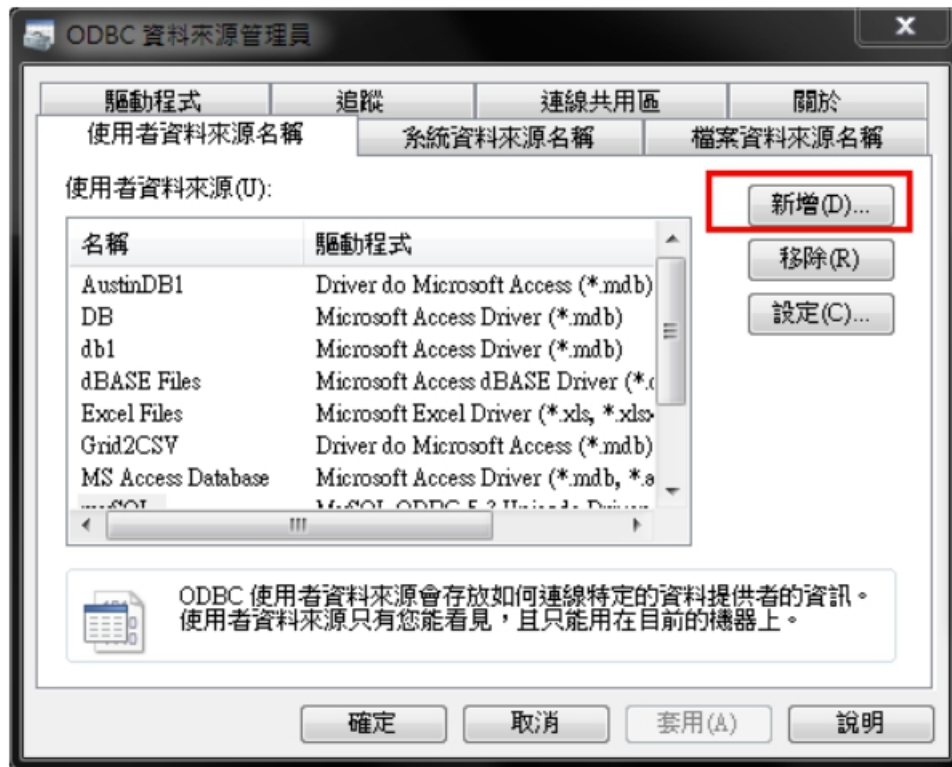 ODBC 資料來源管理員
驅動程式 追蹤 連線共用區 關於
使用者資料來源名稱 系統資料來源名稱 檔案資料來源名稱
使用者資料來源(U):
新增(D)...
移除(R)
設定(C)...
名稱 驅動程式
AustinDB1 Driver do Microsoft Access (*.mdb)
DB Microsoft Access Driver (*.mdb)
db1 Microsoft Access Driver (*.mdb)
dBASE Files Microsoft Access dBASE Driver (*.
Excel Files Microsoft Excel Driver (*.xls, *.xls
Grid2CSV Driver do Microsoft Access (*.mdb)
MS Access Database Microsoft Access Driver (*.mdb, *.a
ODBC 使用者資料來源會存放如何連線特定的資料提供者的資訊。
使用者資料來源只有您能看見，且只能用在目前的機器上。
確定 取消 套用(A) 說明